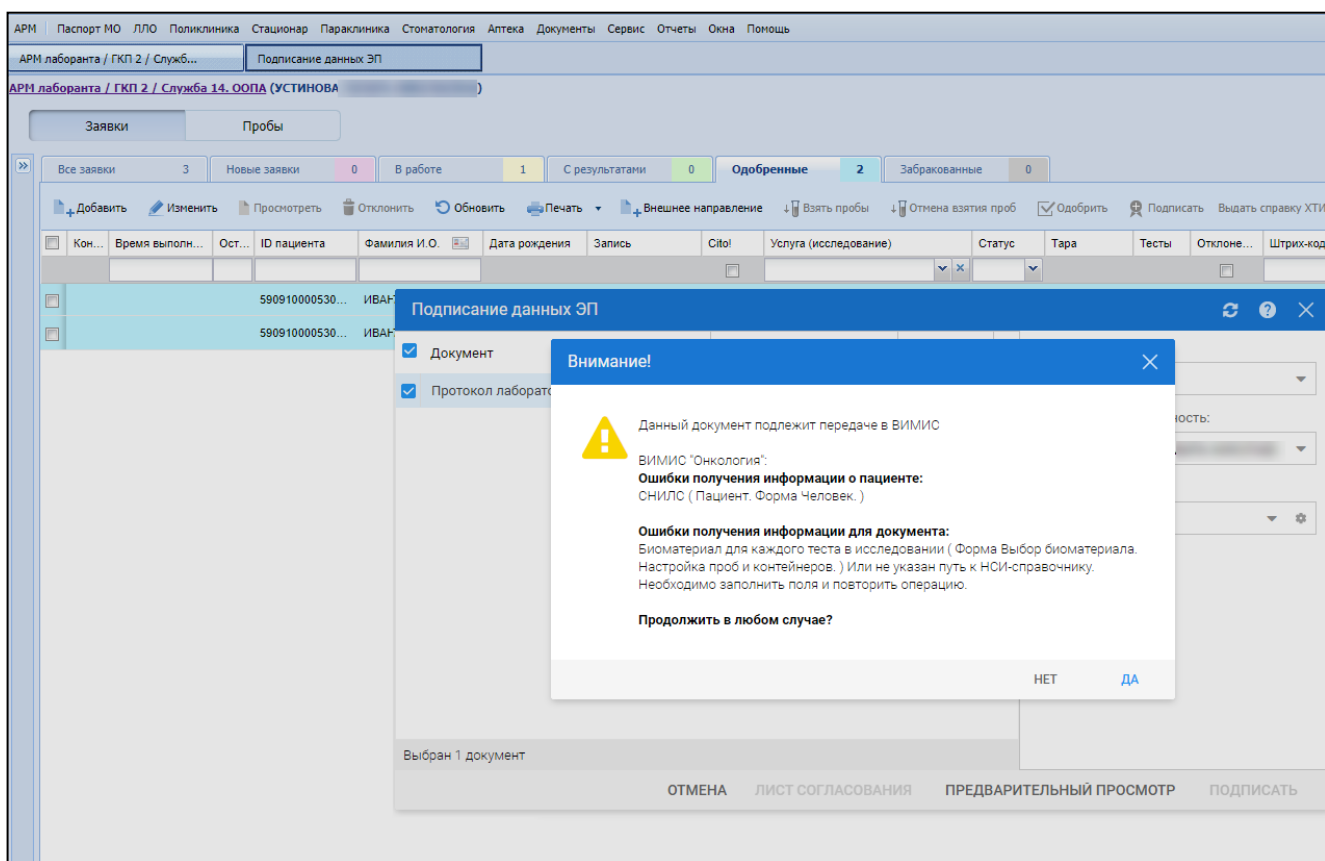 АРМ Паспорт МО ЛЛО Поликлиника Стационар Параклиника Стоматология Аптека Документы Сервис Отчеты Окна Помощь
АРМ лаборанта / ГКП 2 / Служб... Подписание данных ЭП
АРМ лаборанта / ГКП 2 / Служба 14. ООПА (УСТИНОВА )
Заявки Пробы
Все заявки 3 Новые заявки 0 В работе 1 С результатами 0 Одобренные 2 Забракованные 0
Добавить Изменить Просмотреть Отклонить Обновить Печать Внешнее направление Взять пробы Отмена взятия проб Одобрить Подписать Выдать справку ХТИ
Кон... Время выполн... Ост... ID пациента Фамилия И.О. Дата рождения Запись Cito! Услуга (исследование) Статус Тара Тесты Отклоне... Штрих-код
590910000530... ИВАН
590910000530... ИВАН
Подписание данных ЭП
Документ
Протокол лаборато
ность:
Внимание!
Данный документ подлежит передаче в ВИМИС
ВИМИС "Онкология":
Ошибки получения информации о пациенте:
СНИЛС ( Пациент. Форма Человек. )
Ошибки получения информации для документа:
Биоматериал для каждого теста в исследовании ( Форма Выбор биоматериала.
Настройка проб и контейнеров. ) Или не указан путь к НСИ-справочнику.
Необходимо заполнить поля и повторить операцию.
Продолжить в любом случае?
НЕТ ДА
Выбран 1 документ
ОТМЕНА ЛИСТ СОГЛАСОВАНИЯ ПРЕДВАРИТЕЛЬНЫЙ ПРОСМОТР ПОДПИСАТЬ